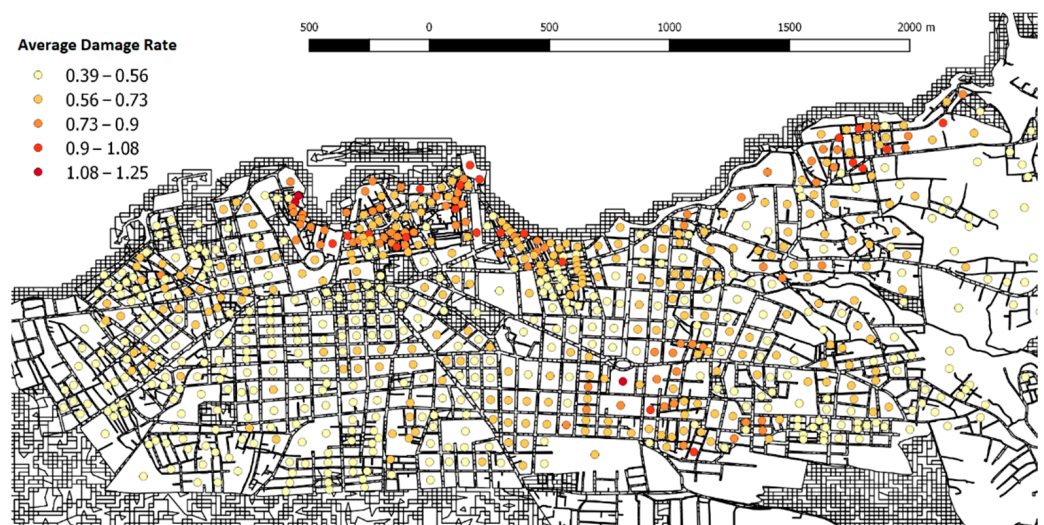 500 0 500 1000 1500 2000 m
Average Damage Rate
0.39 – 0.56
0.56 – 0.73
0.73 – 0.9
0.9 – 1.08
1.08 – 1.25